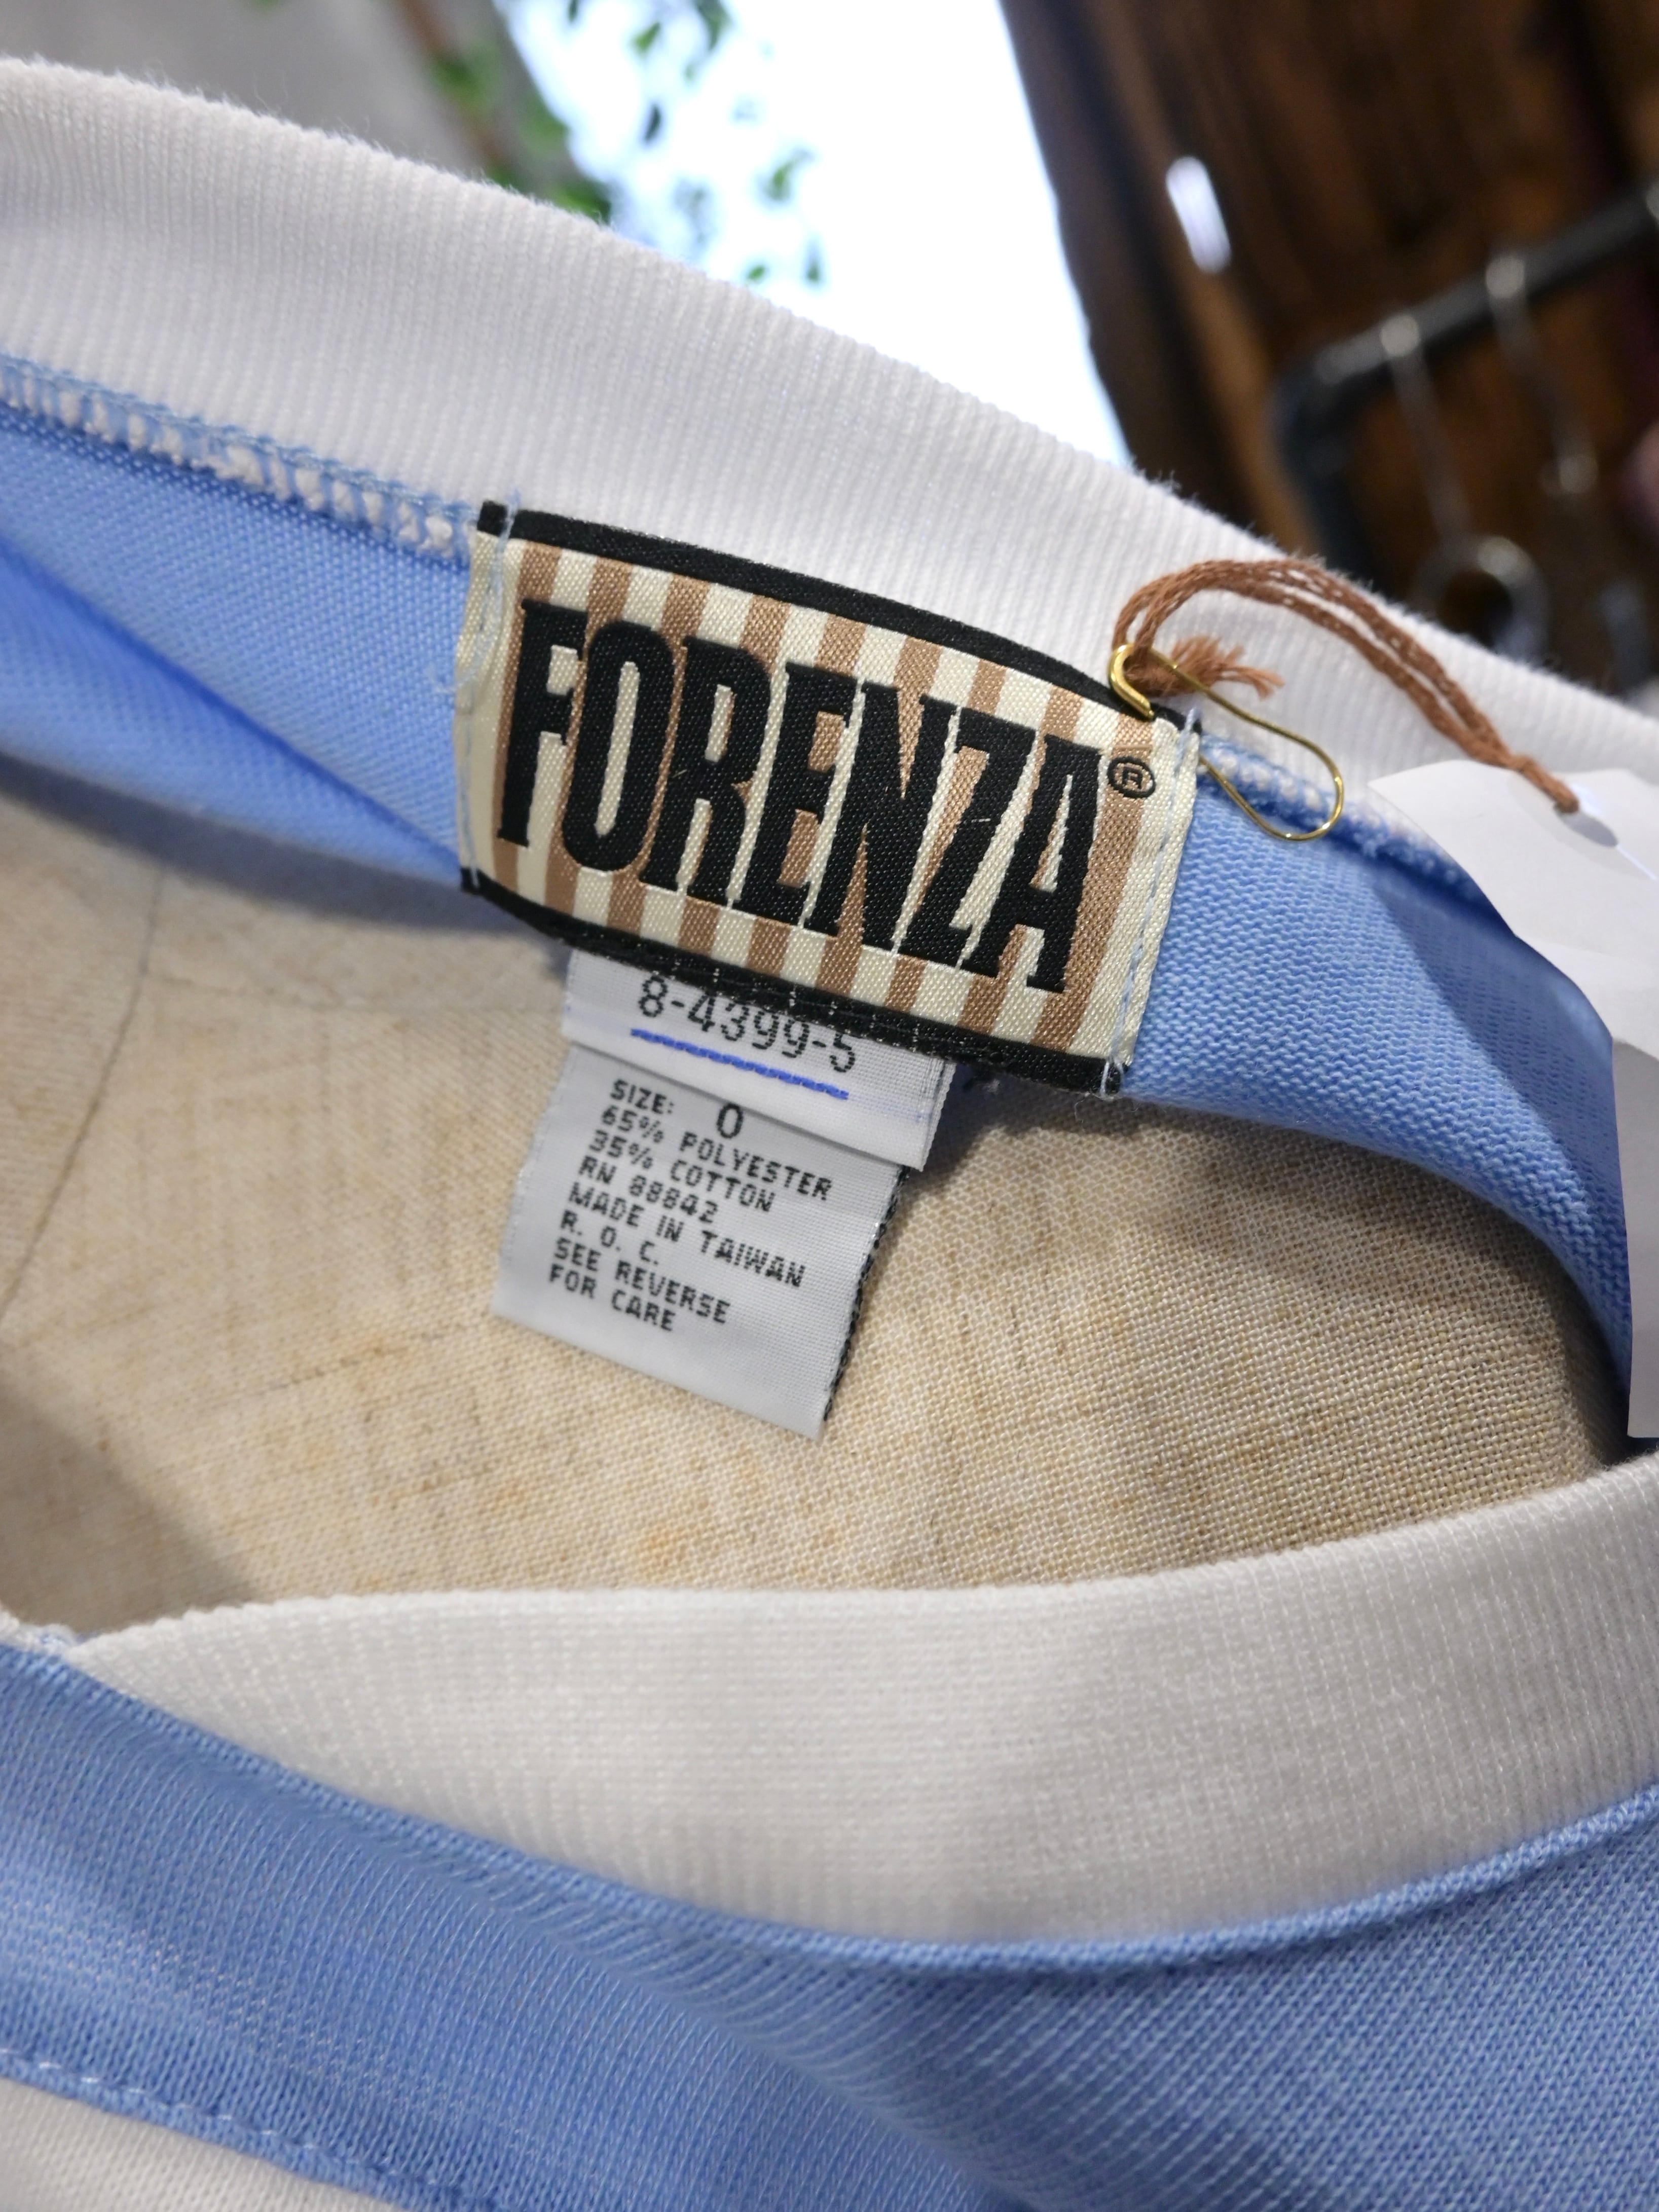 FORENZA®
8-4399-5
SIZE: 0
65% POLYESTER
35% COTTON
RN 88842
MADE IN TAIWAN
R. O. C.
SEE REVERSE
FOR CARE